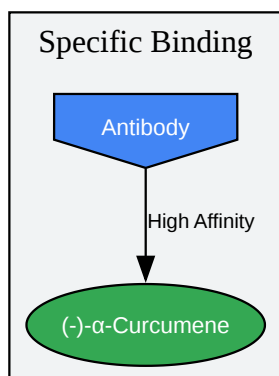 Specific Binding
Antibody
High Affinity
(-)-α-Curcumene